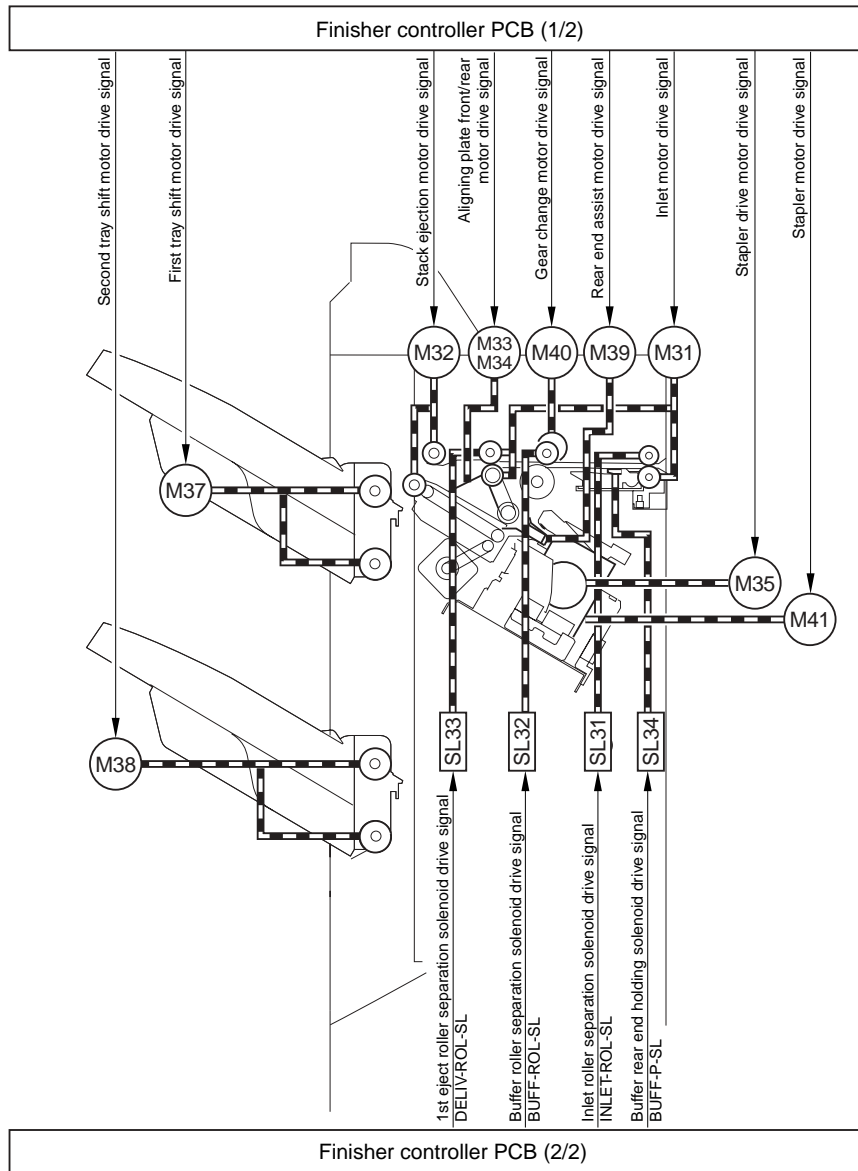 Finisher controller PCB (1/2)
Second tray shift motor drive signal
First tray shift motor drive signal
Stack ejection motor drive signal
Aligning plate front/rear
motor drive signal
Gear change motor drive signal
Rear end assist motor drive signal
Inlet motor drive signal
Stapler drive motor drive signal
Stapler motor drive signal
M32
M33
M34
M40
M39
M31
M37
M35
M41
M38
SL33
SL32
SL31
SL34
1st eject roller separation solenoid drive signal
DELIV-ROL-SL
Buffer roller separation solenoid drive signal
BUFF-ROL-SL
Inlet roller separation solenoid drive signal
INLET-ROL-SL
Buffer rear end holding solenoid drive signal
BUFF-P-SL
Finisher controller PCB (2/2)